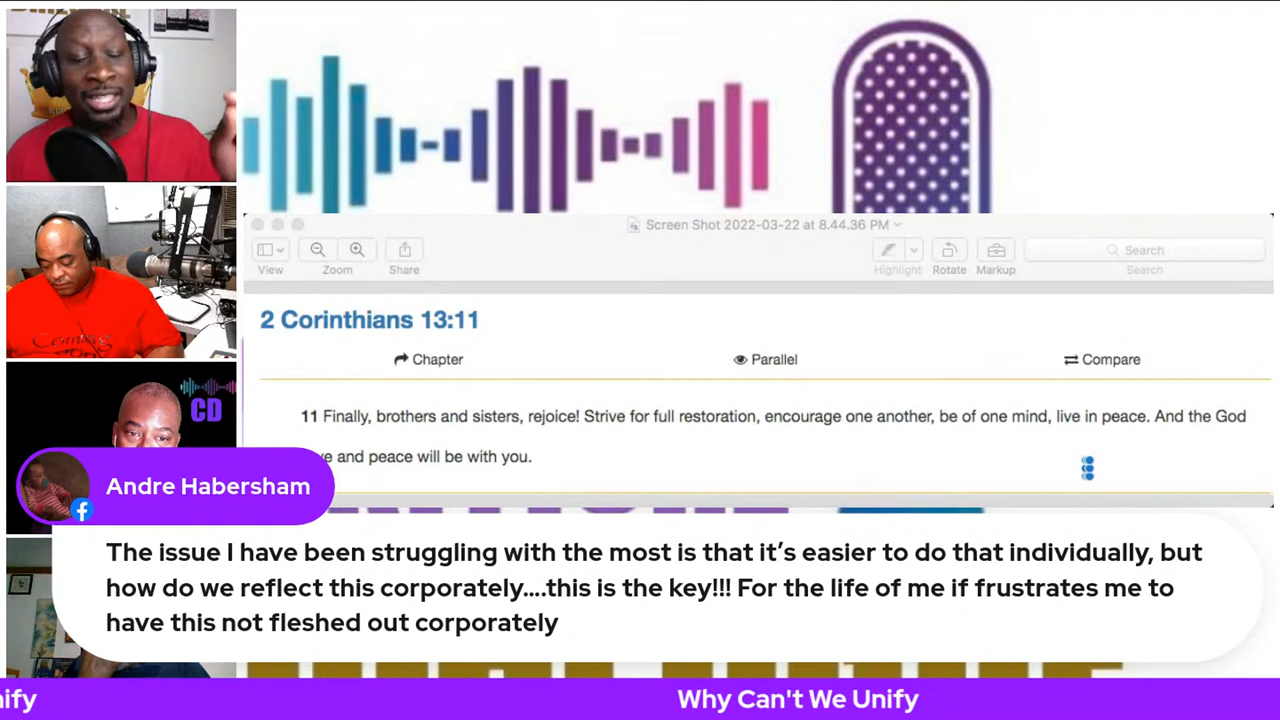 Screen Shot 2022-03-22 at 8.44.36 PM
View
Zoom
Share
Highlight
Rotate
Markup
Search
Search
2 Corinthians 13:11
Chapter
Parallel
Compare
11 Finally, brothers and sisters, rejoice! Strive for full restoration, encourage one another, be of one mind, live in peace. And the God
and peace will be with you.
CD
Andre Habersham
The issue I have been struggling with the most is that it’s easier to do that individually, but
how do we reflect this corporately....this is the key!!! For the life of me if frustrates me to
have this not fleshed out corporately
Why Can't We Unify